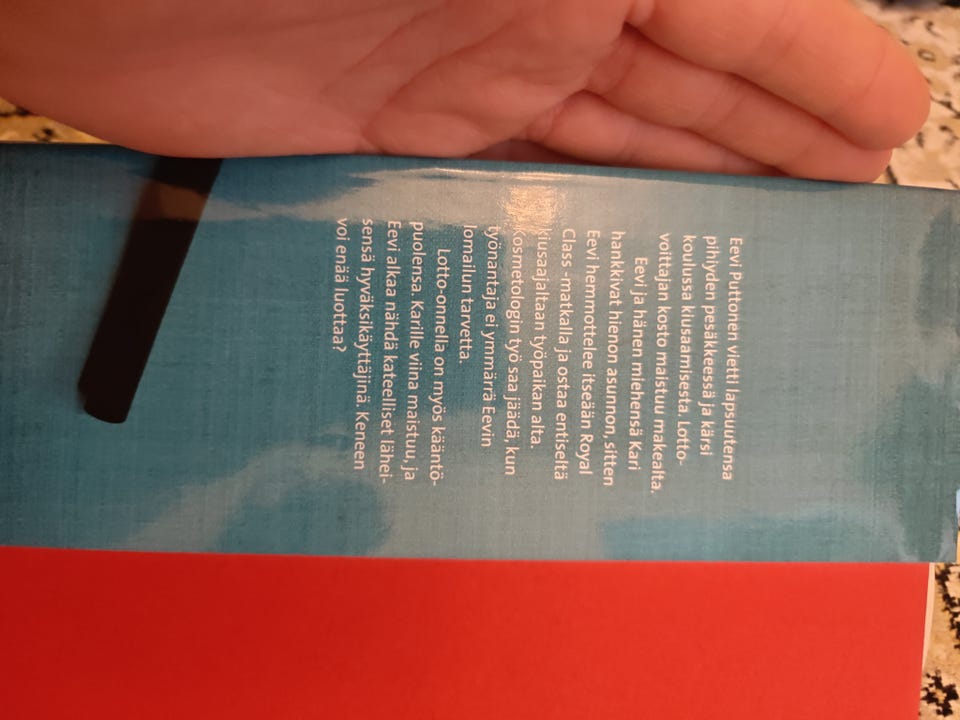 Eevi Puttonen vietti lapsuutensa
pihiyden pesäkkeessä ja kärsi
koulussa kiusaamisesta. Lotto-
voittajan kosto maistuu makealta.
Eevi ja hänen miehensä Kari
hankkivat hienon asunnon, sitten
Eevi hemmottelee itseään Royal
Class -matkalla ja ostaa entiseltä
kiusaajaltaan työpaikan alta.
Kosmetologin työ saa jäädä, kun
työnantaja ei ymmärrä Eevin
lomailun tarvetta.
Lotto-onnella on myös kääntö-
puolensa. Karille viina maistuu, ja
Eevi alkaa nähdä kateelliset lähei-
sensä hyväksikäyttäjinä. Keneen
voi enää luottaa?